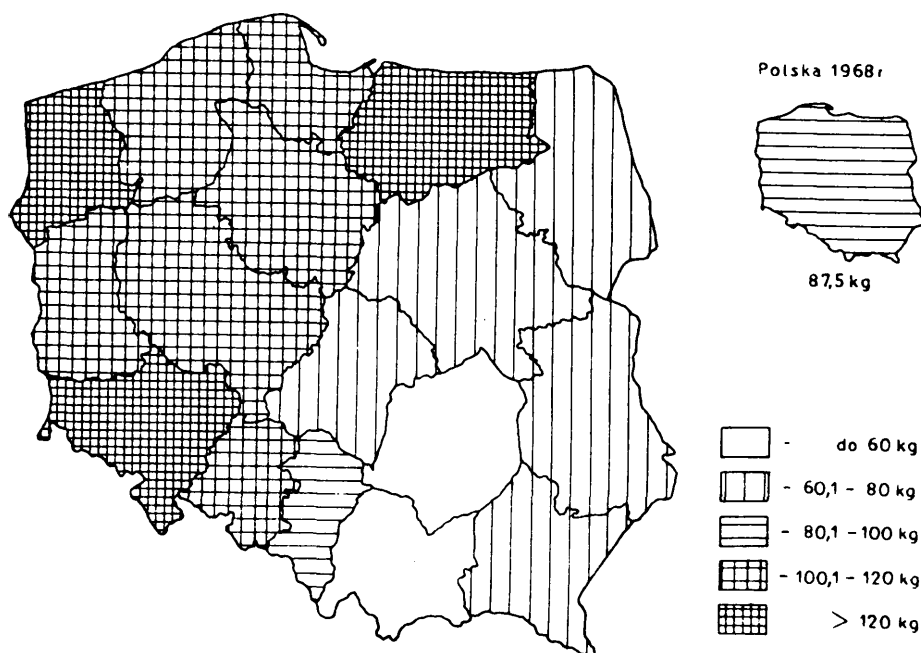 Polska 1968r
87,5 kg
- do 60 kg
- 60,1 - 80 kg
- 80,1 - 100 kg
- 100,1 - 120 kg
> 120 kg